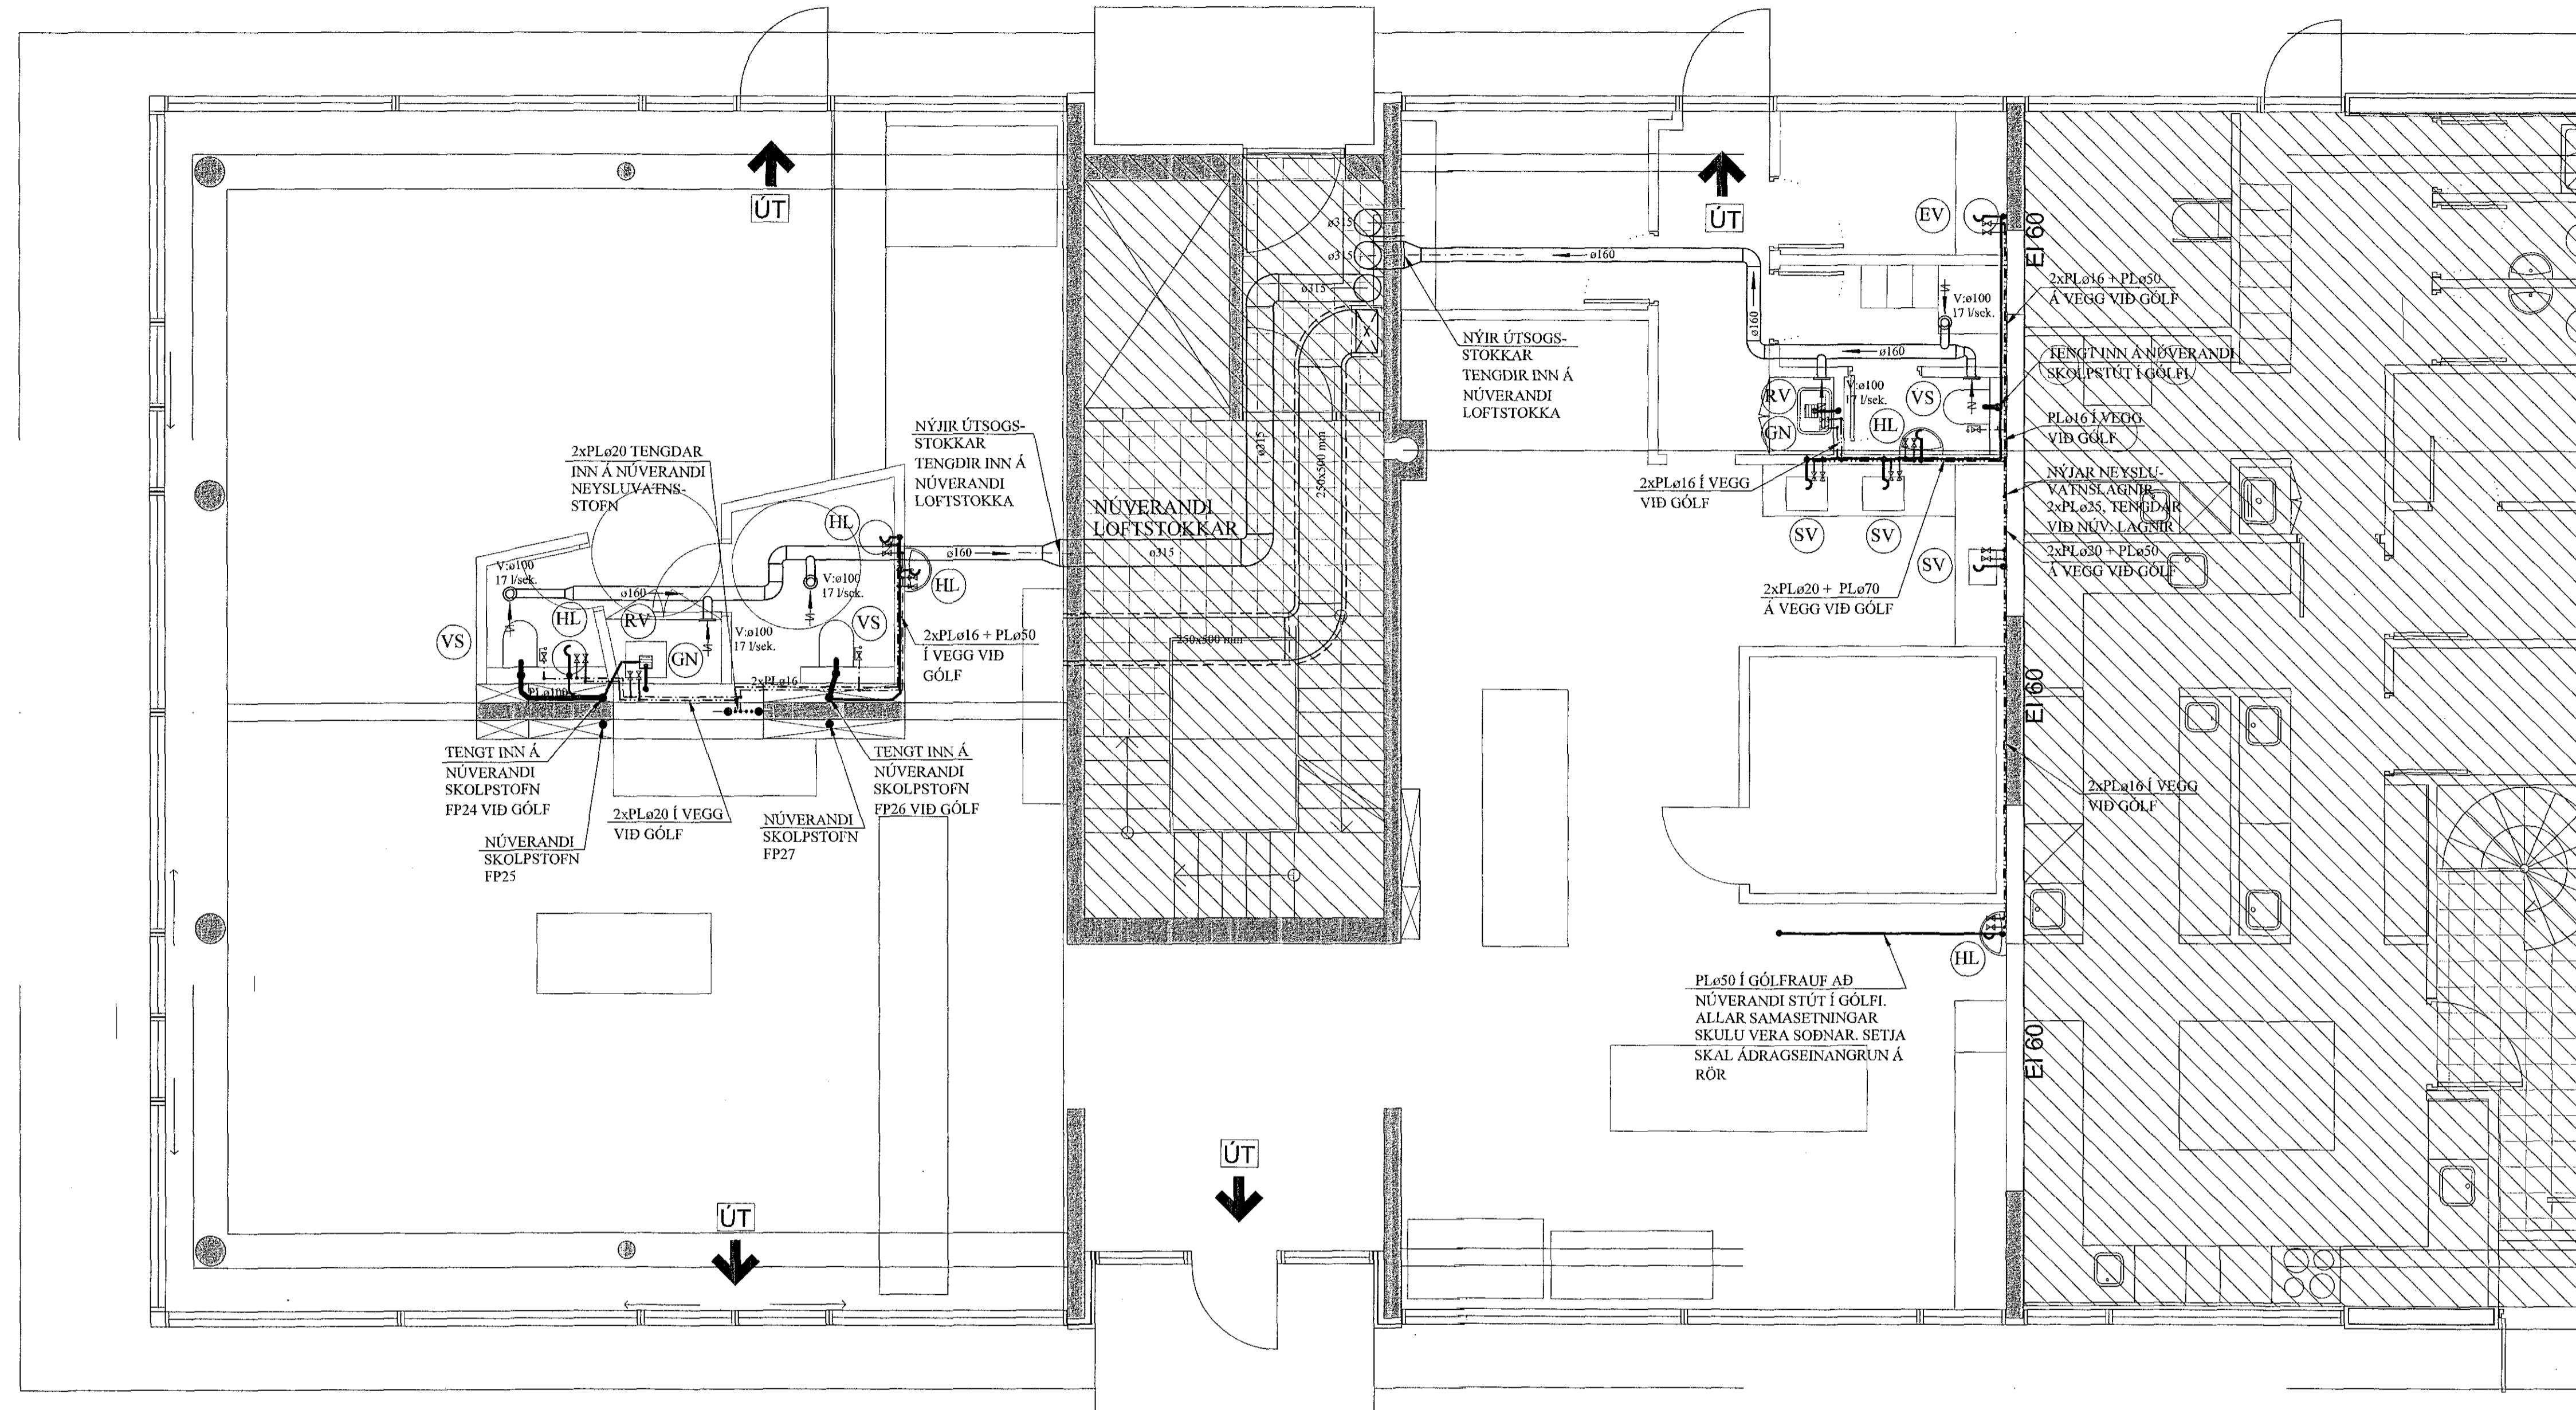 ÚT
ÚT
ø315
ø315
ø315
ø160
ø160
ø160
EV
EI 60
2xPLø16 + PLø50
Á VEGG VIÐ GÓLF
V:ø100
17 l/sek.
NÝIR ÚTSOGS-
STOKKAR
TENGDIR INN Á
NÚVERANDI
LOFTSTOKKA
TENGT INN Á NÚVERANDI
SKOLPSTÚT Í GÓLFI.
RV
V:ø100
17 l/sek.
VS
GN
HL
PLø16 Í VEGG
VIÐ GÓLF
2xPLø16 Í VEGG
VIÐ GÓLF
NÝJAR NEYSLU-
VATNSLAGNIR
2xPLø25, TENGDAR
VIÐ NÚV. LAGNIR
SV
SV
SV
2xPLø20 + PLø50
Á VEGG VIÐ GÓLF
2xPLø20 + PLø70
Á VEGG VIÐ GÓLF
NÝJIR ÚTSOGS-
STOKKAR
TENGDIR INN Á
NÚVERANDI
LOFTSTOKKA
2xPLø20 TENGDAR
INN Á NÚVERANDI
NEYSLUVATNS-
STOFN
ø315
250x500 mm
NÚVERANDI
LOFTSTOKKAR
HL
ø160
ø315
HL
V:ø100
17 l/sek.
ø160
V:ø100
17 l/sek.
VS
HL
RV
V:ø100
17 l/sek.
VS
GN
2xPLø16 + PLø50
Í VEGG VIÐ
GÓLF
250x500 mm
2xPLø16
PLø100
EI 60
TENGT INN Á
NÚVERANDI
SKOLPSTOFN
FP24 VIÐ GÓLF
TENGT INN Á
NÚVERANDI
SKOLPSTOFN
FP26 VIÐ GÓLF
2xPLø20 Í VEGG
VIÐ GÓLF
NÚVERANDI
SKOLPSTOFN
FP27
NÚVERANDI
SKOLPSTOFN
FP25
2xPLø16 Í VEGG
VIÐ GÓLF
HL
PLø50 Í GÓLFRAUF AÐ
NÚVERANDI STÚT Í GÓLFI.
ALLAR SAMASETNINGAR
SKULU VERA SOÐNAR. SETJA
SKAL ÁDRAGSEINANGRUN Á
RÖR
EI 60
ÚT
ÚT